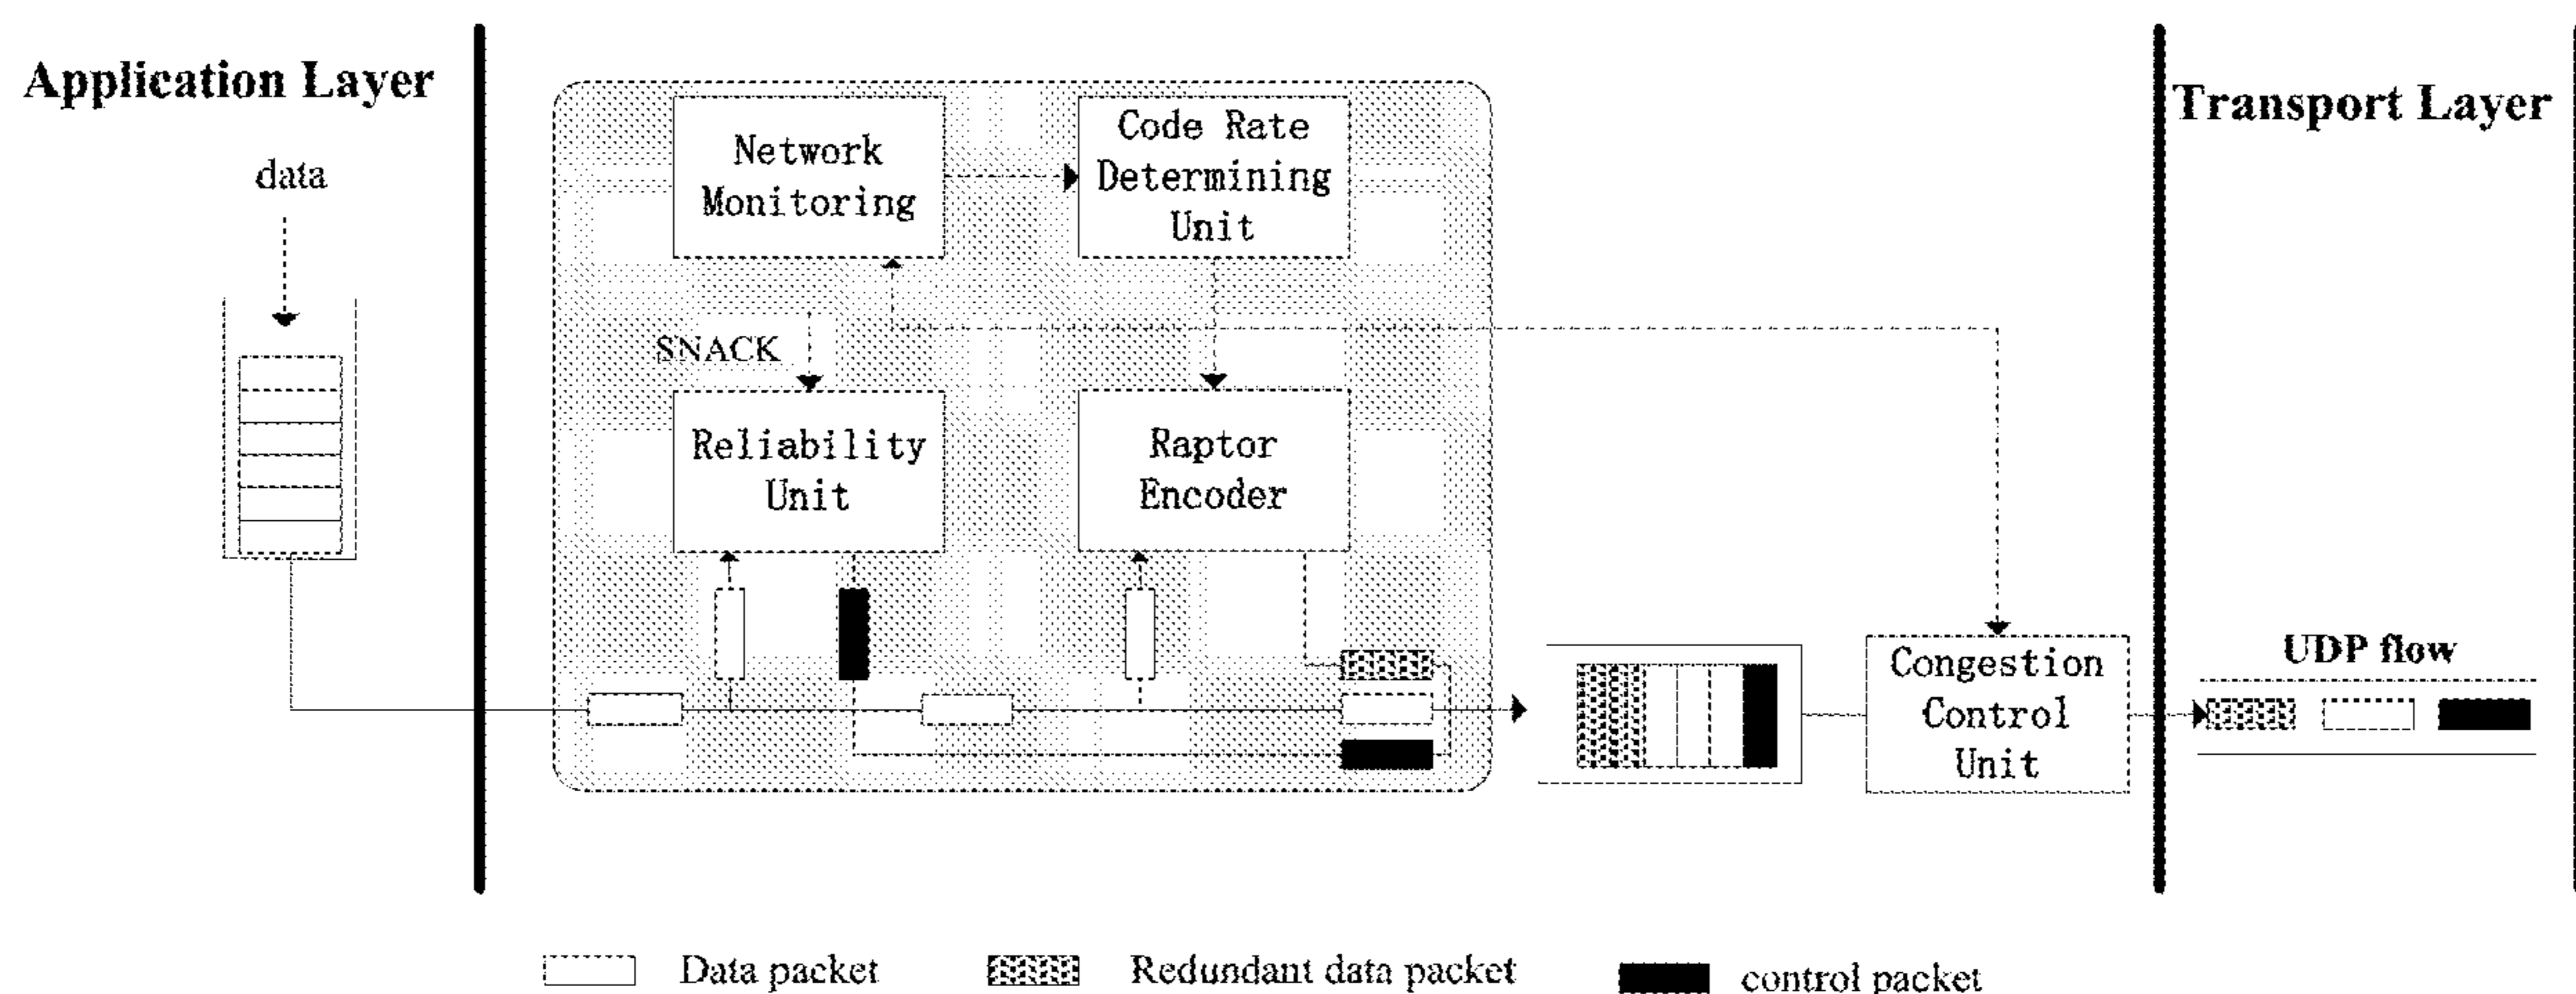 Application Layer
Transport Layer
data
Network
Monitoring
Code Rate
Determining
Unit
SNACK
Reliability
Unit
Raptor
Encoder
Congestion
Control
Unit
UDP flow
Data packet
Redundant data packet
control packet